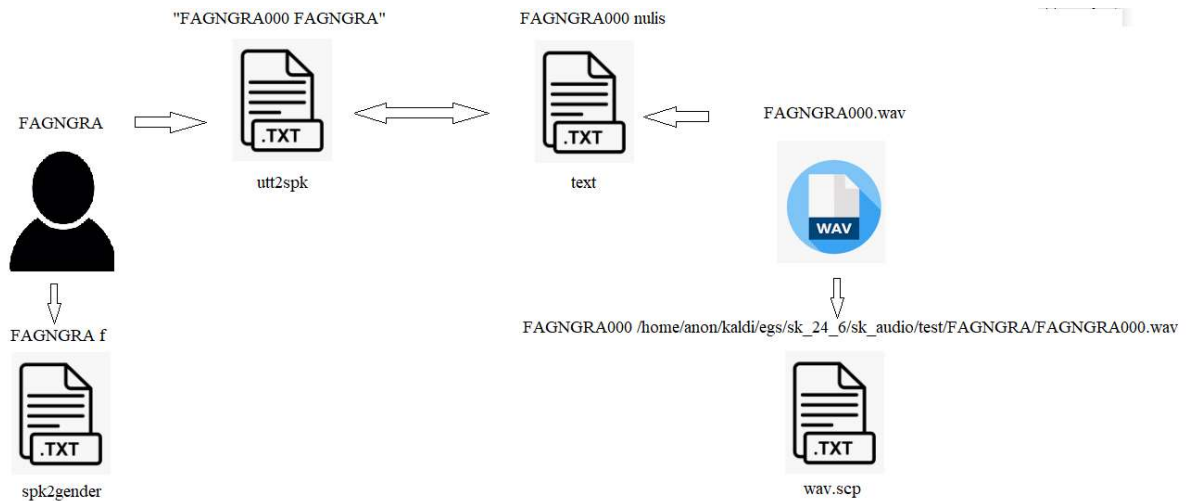 "FAGNGRA000 FAGNGRA"
FAGNGRA000 nulis
FAGNGRA
.TXT
.TXT
FAGNGRA000.wav
utt2spk
text
WAV
FAGNGRA f
FAGNGRA000 /home/anon/kaldi/egs/sk_24_6/sk_audio/test/FAGNGRA/FAGNGRA000.wav
.TXT
.TXT
spk2gender
wav.scp